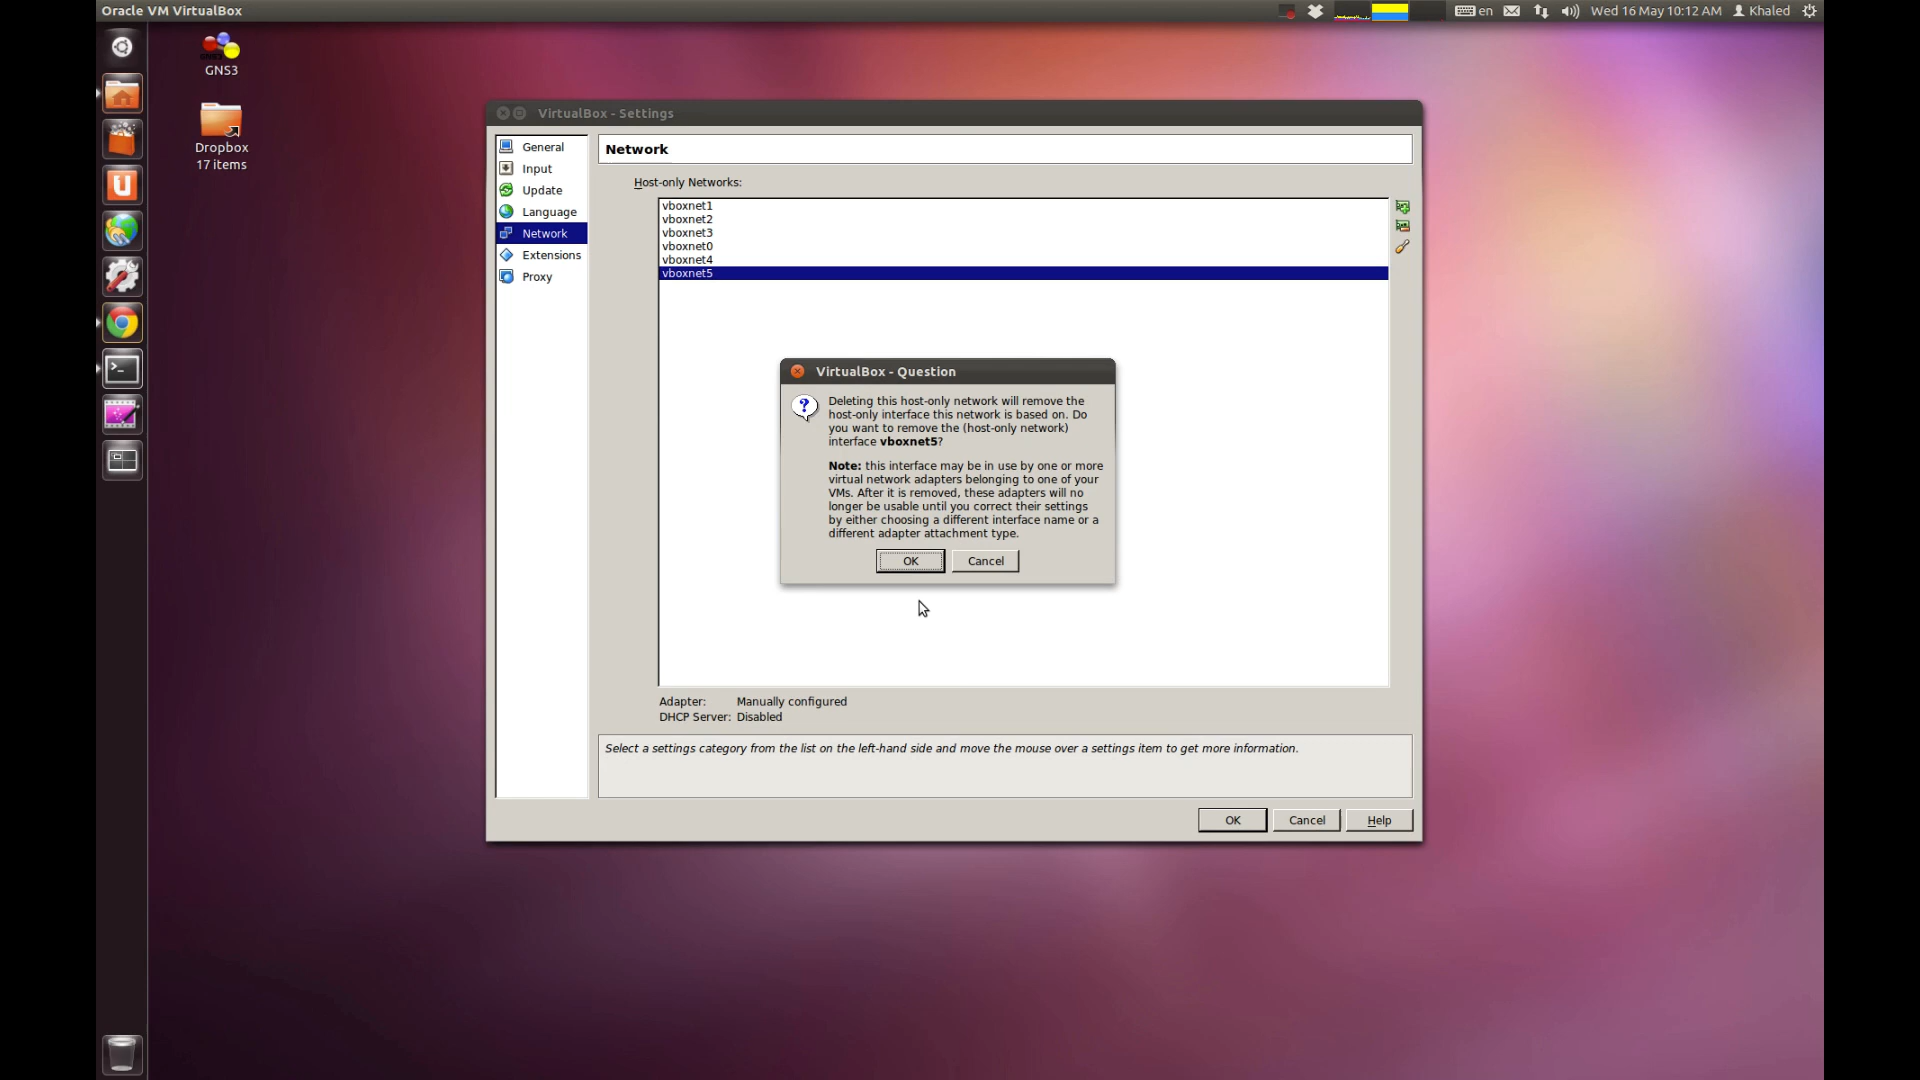 Oracle VM VirtualBox
en
Wed 16 May 10:12 AM
Khaled
GNS3
Dropbox
17 items
VirtualBox - Settings
General
Input
Update
Language
Network
Extensions
Proxy
Network
Host-only Networks:
vboxnet1
vboxnet2
vboxnet3
vboxnet0
vboxnet4
vboxnet5
VirtualBox - Question
Deleting this host-only network will remove the
host-only interface this network is based on. Do
you want to remove the (host-only network)
interface vboxnet5?
Note: this interface may be in use by one or more
virtual network adapters belonging to one of your
VMs. After it is removed, these adapters will no
longer be usable until you correct their settings
by either choosing a different interface name or a
different adapter attachment type.
OK
Cancel
Adapter: Manually configured
DHCP Server: Disabled
Select a settings category from the list on the left-hand side and move the mouse over a settings item to get more information.
OK
Cancel
Help